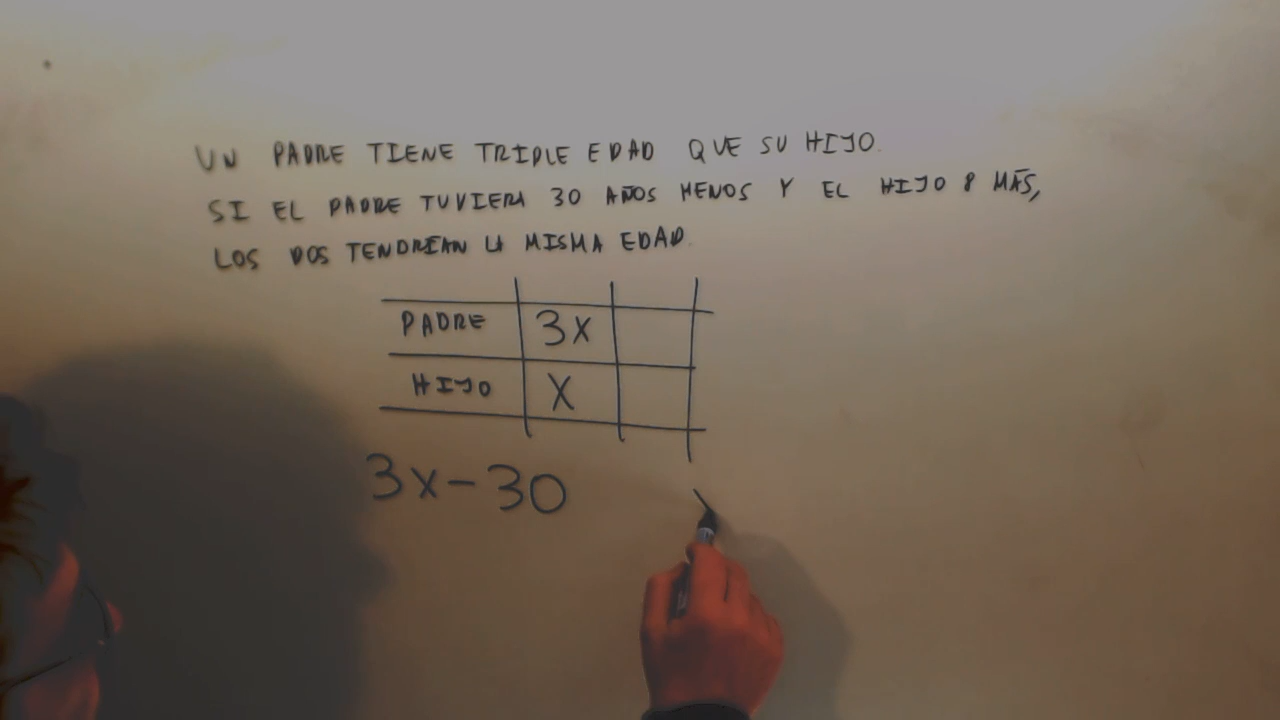 UN PADRE TIENE TRIPLE EDAD QUE SU HIJO.
SI EL PADRE TUVIERA 30 AÑOS MENOS Y EL HIJO 8 MÁS,
LOS DOS TENDRÍAN LA MISMA EDAD.
PADRE 3x
HIJO x
3x-30